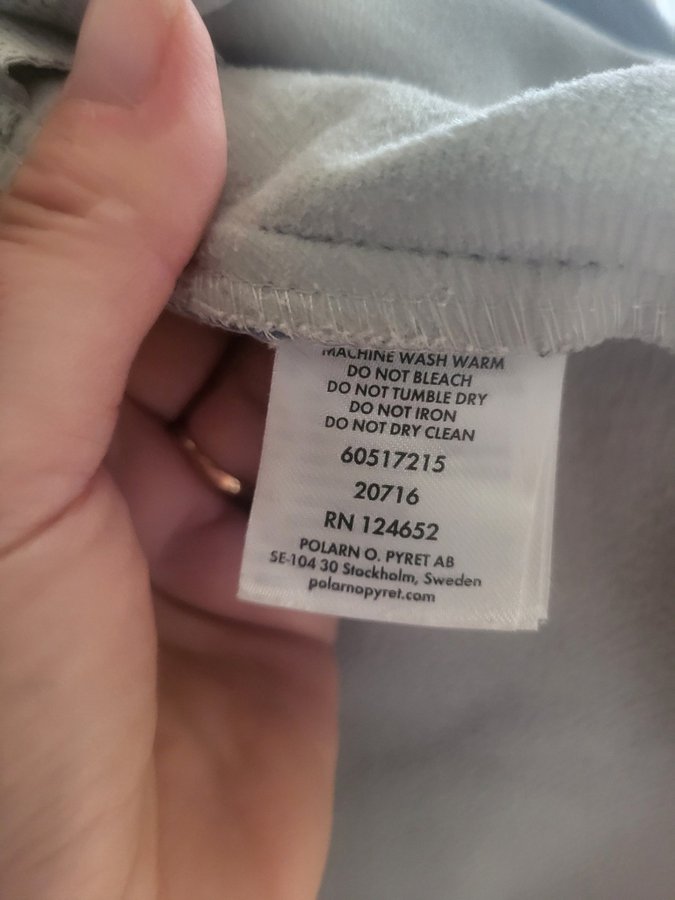 MACHINE WASH WARM
DO NOT BLEACH
DO NOT TUMBLE DRY
DO NOT IRON
DO NOT DRY CLEAN
60517215
20716
RN 124652
POLARN O. PYRET AB
SE-104 30 Stockholm, Sweden
polarnopyret.com